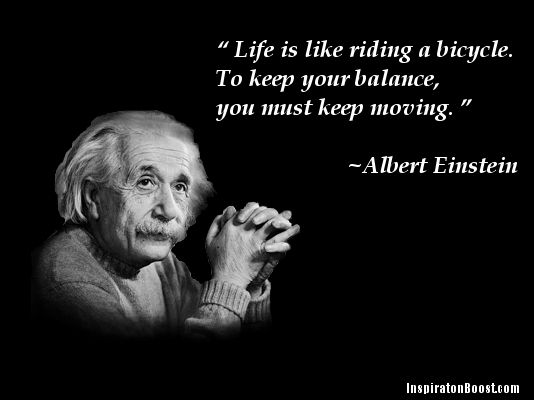 “ Life is like riding a bicycle.
To keep your balance,
you must keep moving. ”
~Albert Einstein
InspiratonBoost.com